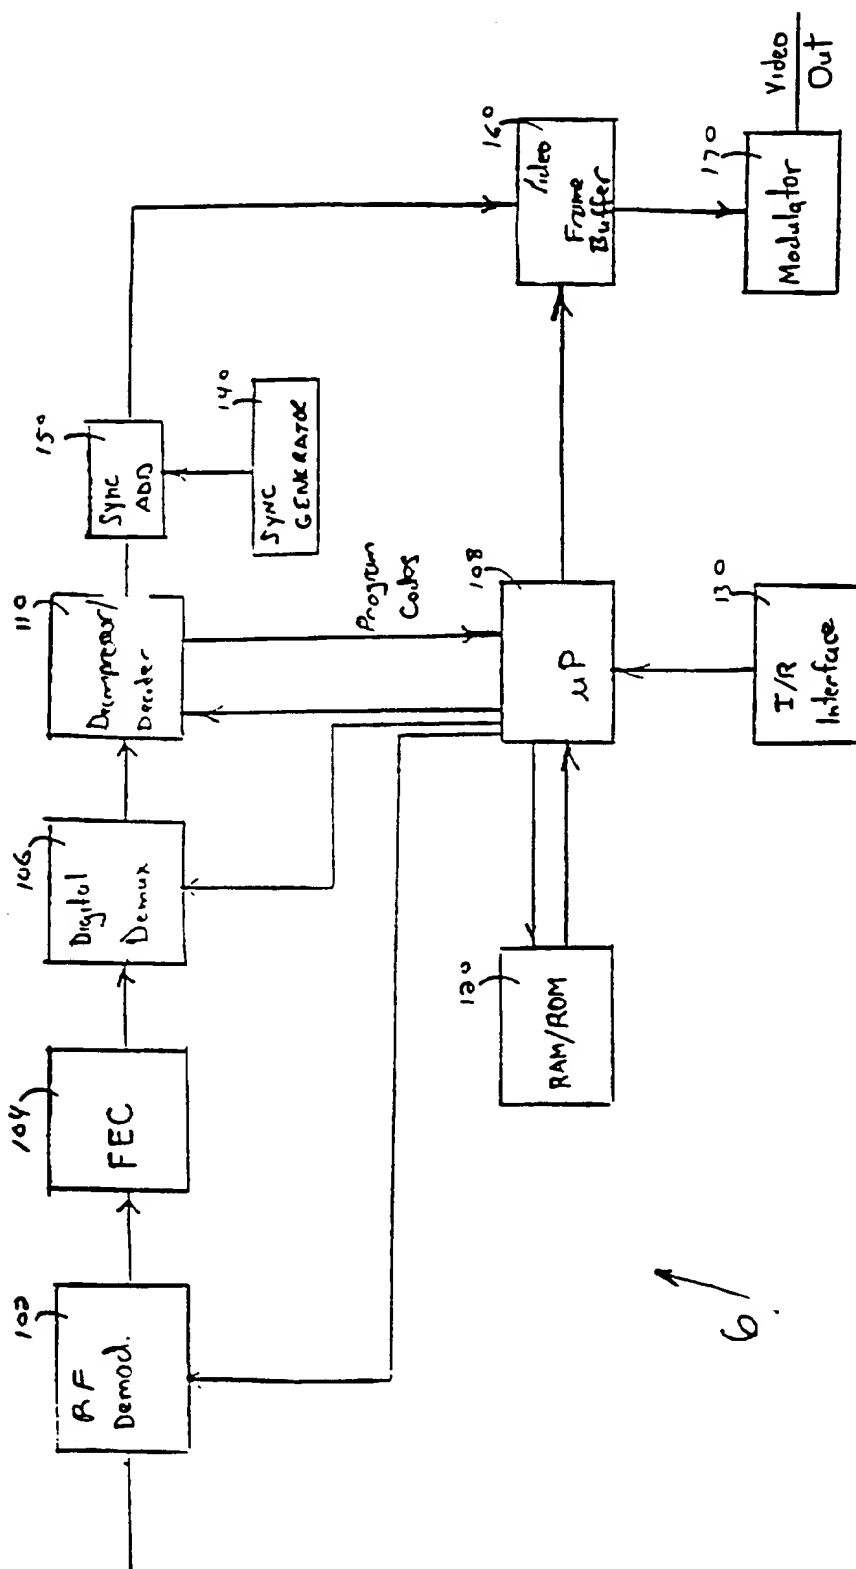 102
RF
Demod.
104
FEC
106
Digital
Demux
110
Decompressor/
Decoder
150
Sync
ADD
140
SYNC
GENERATOR
Program
Codes
108
μP
120
RAM/ROM
130
I/R
Interface
160
Video
Frame
Buffer
170
Modulator
Video
Out
6.